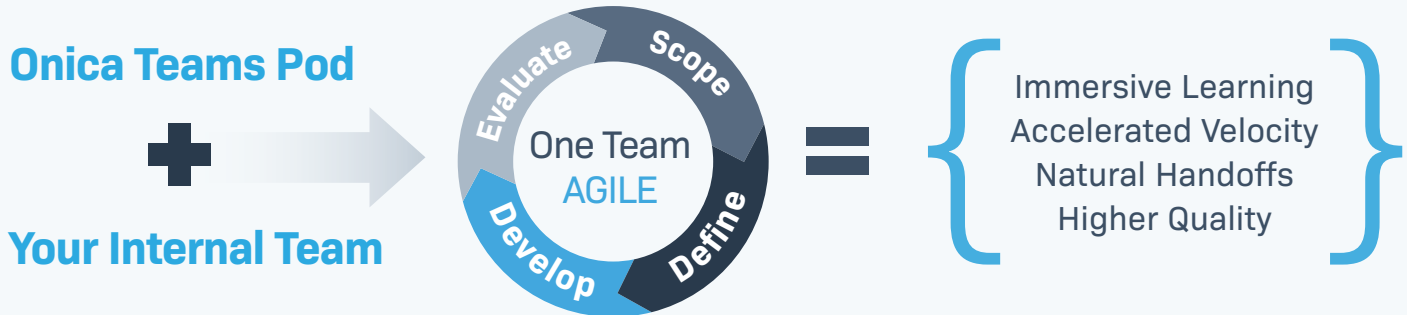 Onica Teams Pod
+
Your Internal Team
Evaluate
Scope
Define
Develop
One Team
AGILE
=
{
Immersive Learning
Accelerated Velocity
Natural Handoffs
Higher Quality
}